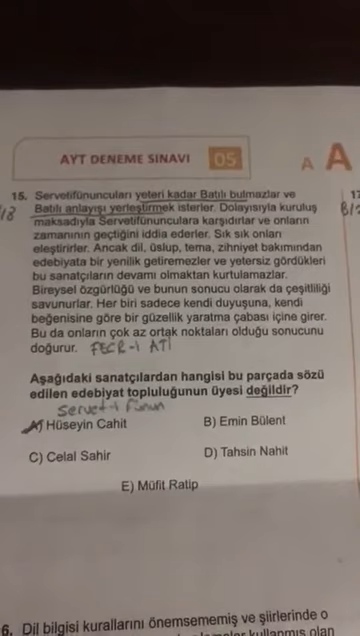 AYT DENEME SINAVI 05
A A
15. Servetifünuncuları yeteri kadar Batılı bulmazlar ve
Batılı anlayışı yerleştirmek isterler. Dolayısıyla kuruluş
maksadıyla Servetifünunculara karşıdırlar ve onların
zamanının geçtiğini iddia ederler. Sık sık onları
eleştirirler. Ancak dil, üslup, tema, zihniyet bakımından
edebiyata bir yenilik getiremezler ve yetersiz gördükleri
bu sanatçıların devamı olmaktan kurtulamazlar.
Bireysel özgürlüğü ve bunun sonucu olarak da çeşitliliği
savunurlar. Her biri sadece kendi duyuşuna, kendi
beğenisine göre bir güzellik yaratma çabası içine girer.
Bu da onların çok az ortak noktaları olduğu sonucunu
doğurur. FECR-İ ATİ
Aşağıdaki sanatçılardan hangisi bu parçada sözü
edilen edebiyat topluluğunun üyesi değildir?
Servet-i Fünun
A) Hüseyin Cahit
B) Emin Bülent
C) Celal Sahir
D) Tahsin Nahit
E) Müfit Ratip
6. Dil bilgisi kurallarını önemsememiş ve şiirlerinde o
kullanmış olan